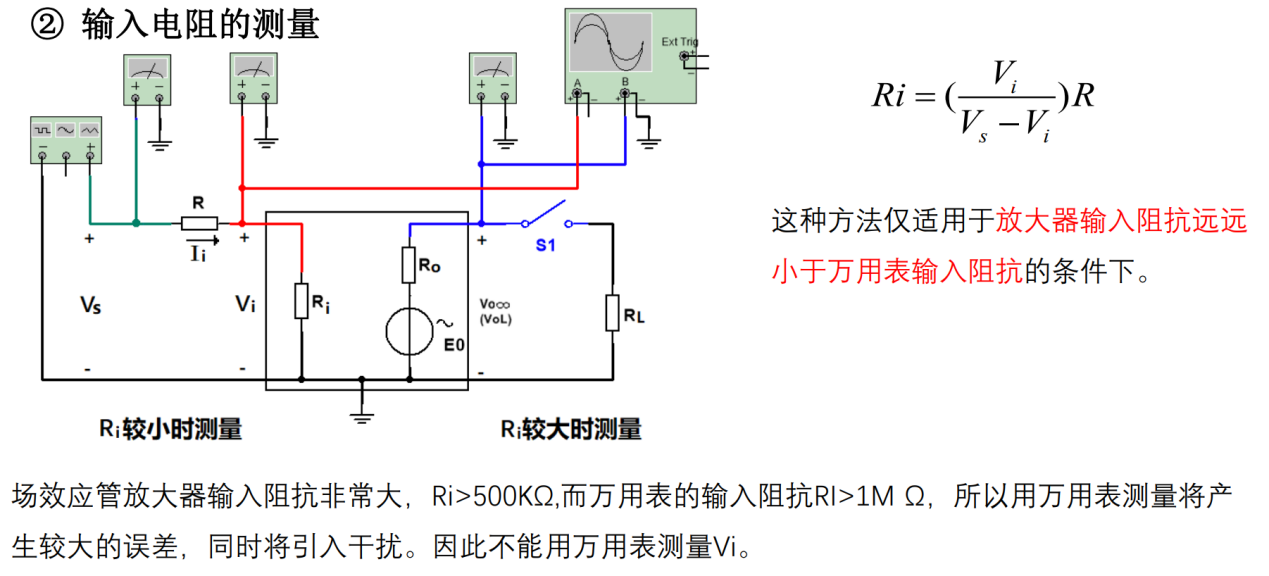 ② 输入电阻的测量
Ext Trig
+
−
A
B
+ −
+ −
+ −
+ −
+ −
− +
R
Ii
+
+
+
S1
Ro
Ri
Vs
Vi
Vo∞
(VoL)
RL
E0
-
-
-
Ri较小时测量
Ri较大时测量
Ri = (Vi / (Vs − Vi))R
这种方法仅适用于放大器输入阻抗远远
小于万用表输入阻抗的条件下。
场效应管放大器输入阻抗非常大，Ri>500KΩ,而万用表的输入阻抗RI>1M Ω，所以用万用表测量将产
生较大的误差，同时将引入干扰。因此不能用万用表测量Vi。